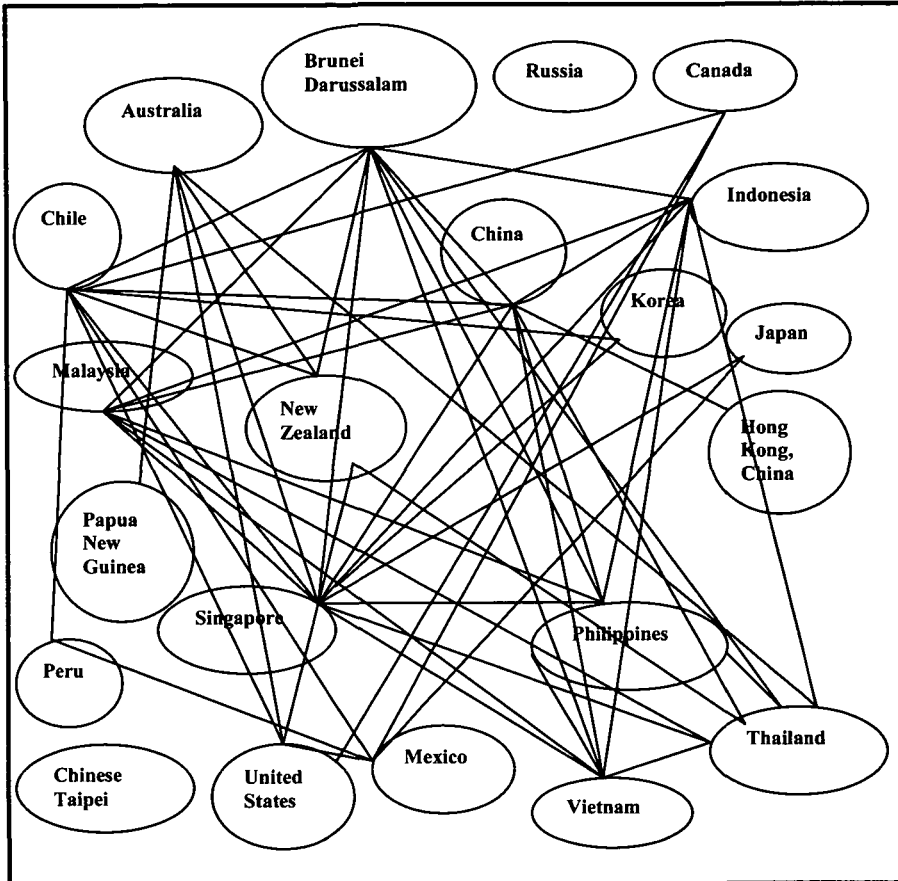 Brunei
Darussalam
Russia
Canada
Australia
Indonesia
Chile
China
Korea
Japan
Malaysia
New
Zealand
Hong
Kong,
China
Papua
New
Guinea
Singapore
Philippines
Peru
Thailand
Mexico
Chinese
Taipei
United
States
Vietnam